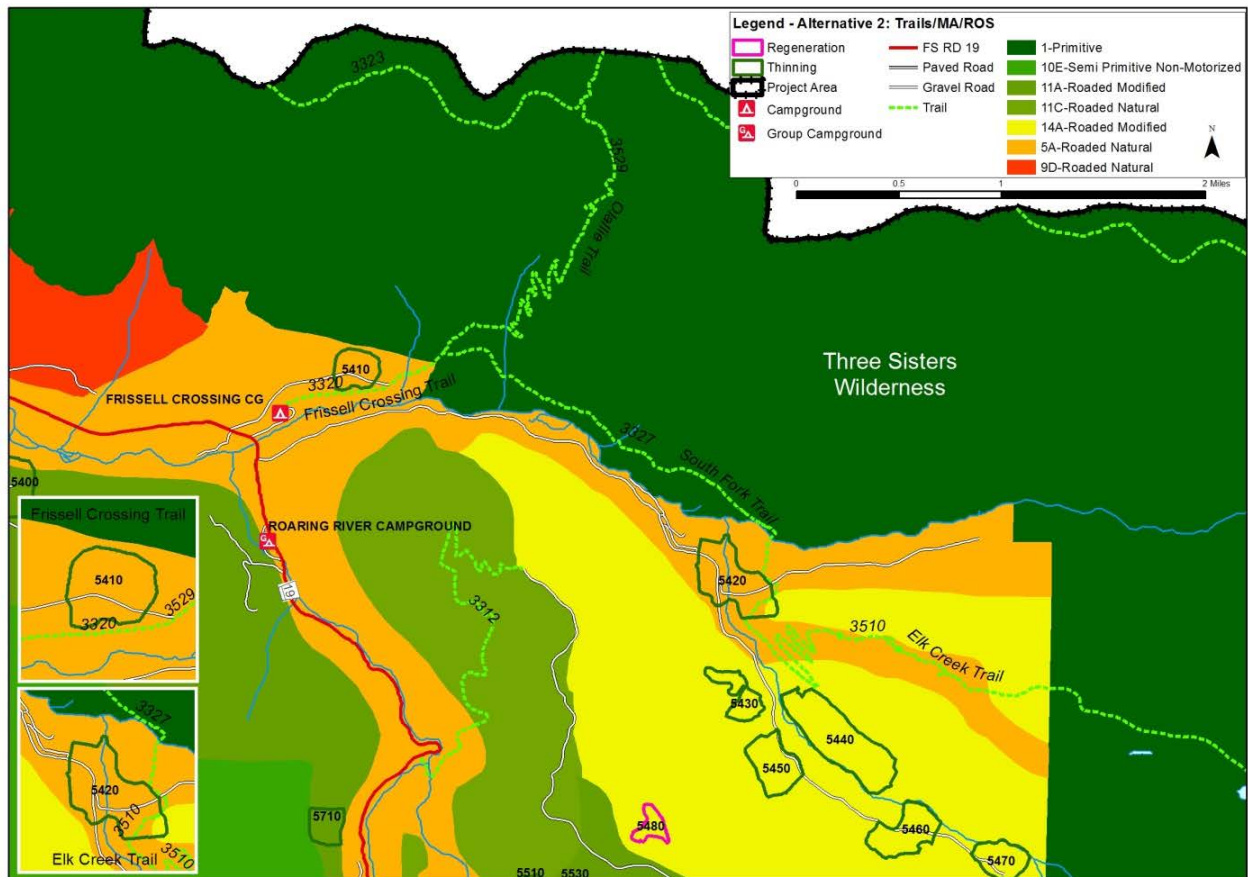 Legend - Alternative 2: Trails/MA/ROS
Regeneration
Thinning
Project Area
Campground
Group Campground
FS RD 19
Paved Road
Gravel Road
Trail
1-Primitive
10E-Semi Primitive Non-Motorized
11A-Roaded Modified
11C-Roaded Natural
14A-Roaded Modified
5A-Roaded Natural
9D-Roaded Natural
N
0 0.5 1 2 Miles
3323
3529
Olallie Trail
Three Sisters
Wilderness
5410
3320
FRISSELL CROSSING CG
Frissell Crossing Trail
3327
South Fork Trail
5400
ROARING RIVER CAMPGROUND
19
3312
5420
3510
Elk Creek Trail
5430
5440
5450
5480
5460
5470
5710
5510 5530
Frissell Crossing Trail
5410
3529
3320
3327
5420
3510
3510
Elk Creek Trail